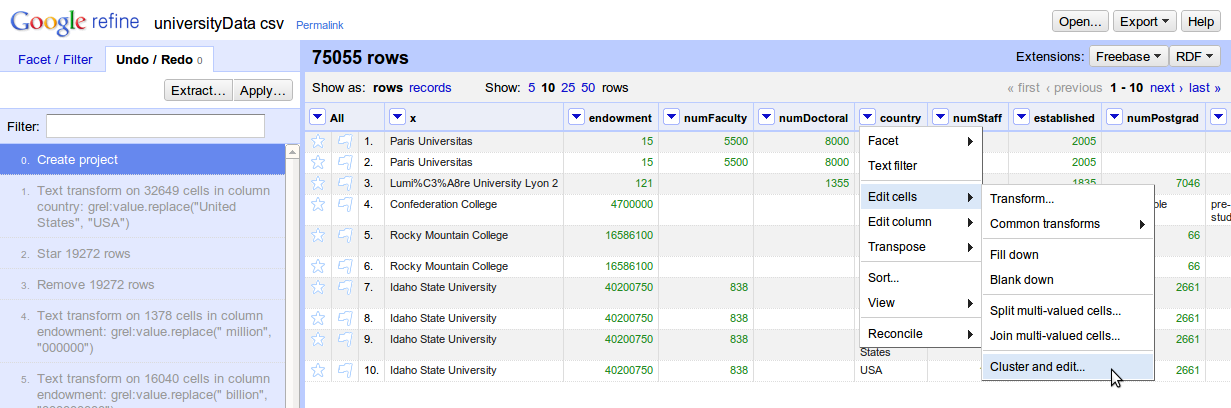 Google refine universityData csv Permalink Open... Export Help
Facet / Filter Undo / Redo 0
75055 rows Extensions: Freebase RDF
Extract... Apply...
Show as: rows records Show: 5 10 25 50 rows « first ‹ previous 1 - 10 next › last »
Filter:
0. Create project
1. Text transform on 32649 cells in column
country: grel:value.replace("United
States", "USA")
2. Star 19272 rows
3. Remove 19272 rows
4. Text transform on 1378 cells in column
endowment: grel:value.replace(" million",
"000000")
5. Text transform on 16040 cells in column
endowment: grel:value.replace(" billion",
All x endowment numFaculty numDoctoral country numStaff established numPostgrad
1. Paris Universitas 15 5500 8000 2005
2. Paris Universitas 15 5500 8000 2005
3. Lumi%C3%A8re University Lyon 2 121 1355 1835 7046
4. Confederation College 4700000 pre-
stud
5. Rocky Mountain College 16586100 66
6. Rocky Mountain College 16586100 66
7. Idaho State University 40200750 838 2661
8. Idaho State University 40200750 838 2661
9. Idaho State University 40200750 838 States 2661
10. Idaho State University 40200750 838 USA 2661
Facet
Text filter
Edit cells
Edit column
Transpose
Sort...
View
Reconcile
Transform...
Common transforms
Fill down
Blank down
Split multi-valued cells...
Join multi-valued cells...
Cluster and edit...